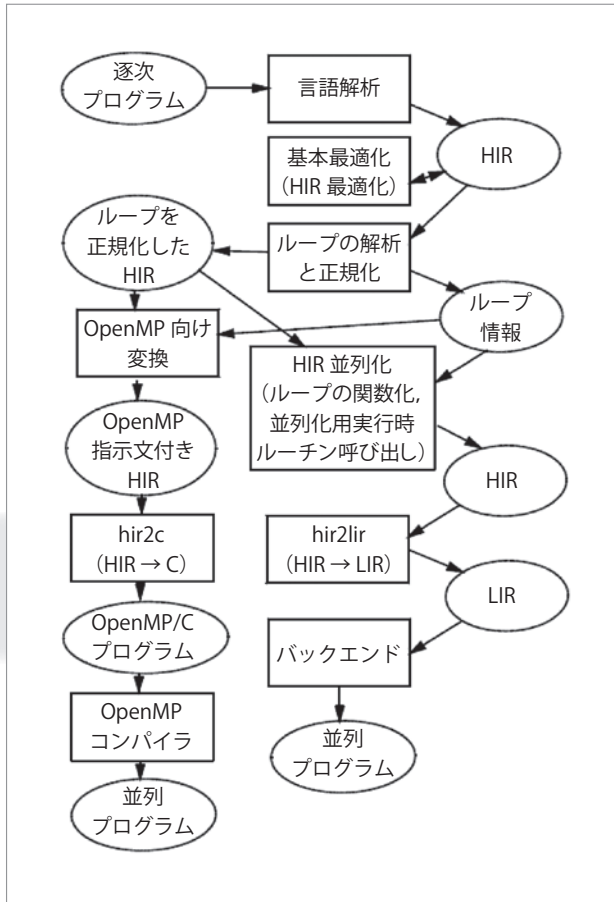 逐次
プログラム
言語解析
HIR
基本最適化
（HIR 最適化）
ループを
正規化した
HIR
ループの解析
と正規化
ループ
情報
OpenMP 向け
変換
HIR 並列化
（ループの関数化，
並列化用実行時
ルーチン呼び出し）
OpenMP
指示文付き
HIR
HIR
hir2c
（HIR → C）
hir2lir
（HIR → LIR）
LIR
OpenMP/C
プログラム
バックエンド
OpenMP
コンパイラ
並列
プログラム
並列
プログラム